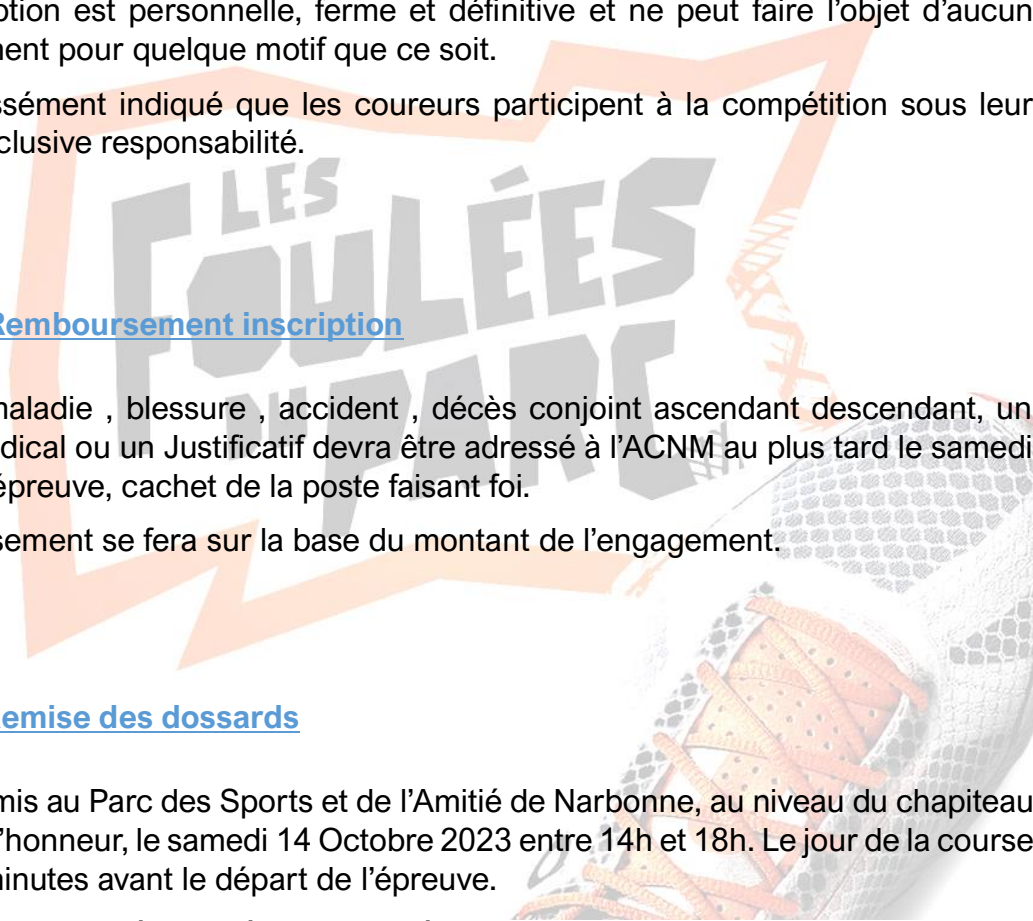 otion est personnelle, ferme et définitive et ne peut faire l'objet d'aucun
ment pour quelque motif que ce soit.
ssément indiqué que les coureurs participent à la compétition sous leur
clusive responsabilité.
LES
FOULÉES
DU PARC
Remboursement inscription
maladie , blessure , accident , décès conjoint ascendant descendant, un
dical ou un Justificatif devra être adressé à l'ACNM au plus tard le samedi
épreuve, cachet de la poste faisant foi.
sement se fera sur la base du montant de l'engagement.
emise des dossards
mis au Parc des Sports et de l'Amitié de Narbonne, au niveau du chapiteau
'honneur, le samedi 14 Octobre 2023 entre 14h et 18h. Le jour de la course
minutes avant le départ de l'épreuve.